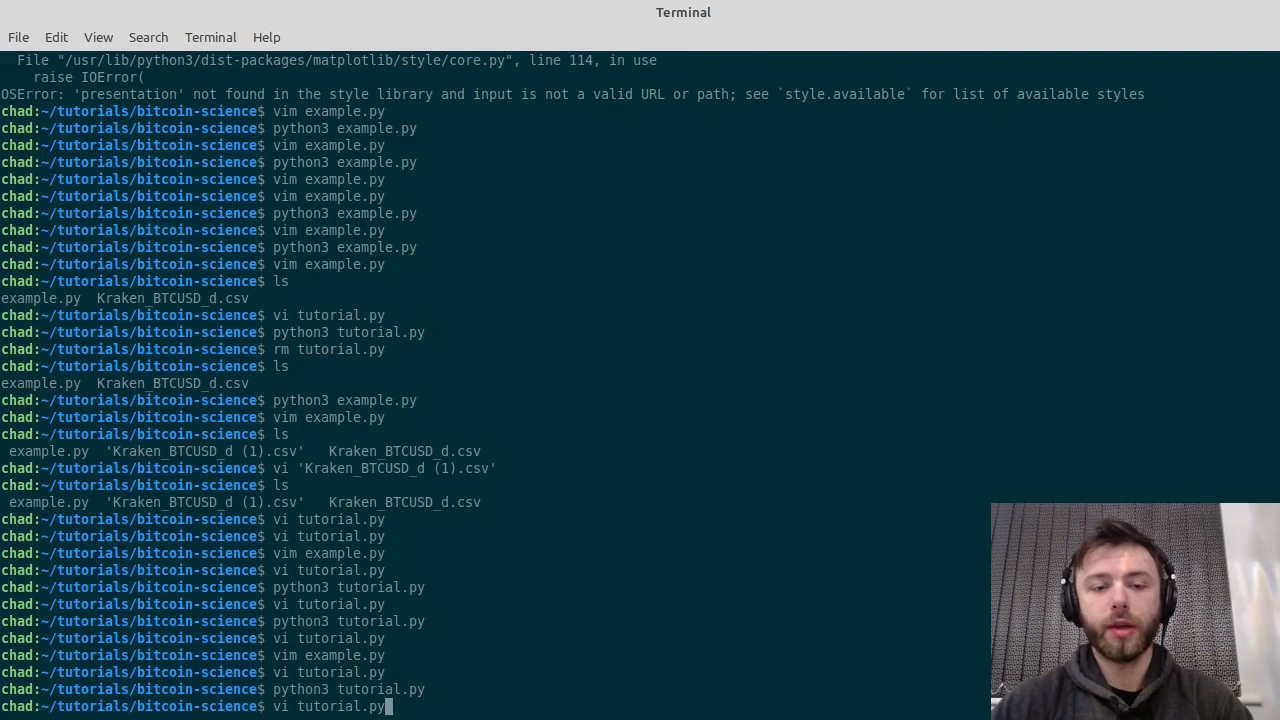 Terminal
File Edit View Search Terminal Help
File "/usr/lib/python3/dist-packages/matplotlib/style/core.py", line 114, in use
raise IOError(
OSError: 'presentation' not found in the style library and input is not a valid URL or path; see `style.available` for list of available styles
chad:~/tutorials/bitcoin-science$ vim example.py
chad:~/tutorials/bitcoin-science$ python3 example.py
chad:~/tutorials/bitcoin-science$ vim example.py
chad:~/tutorials/bitcoin-science$ python3 example.py
chad:~/tutorials/bitcoin-science$ vim example.py
chad:~/tutorials/bitcoin-science$ vim example.py
chad:~/tutorials/bitcoin-science$ python3 example.py
chad:~/tutorials/bitcoin-science$ vim example.py
chad:~/tutorials/bitcoin-science$ python3 example.py
chad:~/tutorials/bitcoin-science$ vim example.py
chad:~/tutorials/bitcoin-science$ ls
example.py  Kraken_BTCUSD_d.csv
chad:~/tutorials/bitcoin-science$ vi tutorial.py
chad:~/tutorials/bitcoin-science$ python3 tutorial.py
chad:~/tutorials/bitcoin-science$ rm tutorial.py
chad:~/tutorials/bitcoin-science$ ls
example.py  Kraken_BTCUSD_d.csv
chad:~/tutorials/bitcoin-science$ python3 example.py
chad:~/tutorials/bitcoin-science$ vim example.py
chad:~/tutorials/bitcoin-science$ ls
example.py  'Kraken_BTCUSD_d (1).csv'   Kraken_BTCUSD_d.csv
chad:~/tutorials/bitcoin-science$ vi 'Kraken_BTCUSD_d (1).csv'
chad:~/tutorials/bitcoin-science$ ls
example.py  'Kraken_BTCUSD_d (1).csv'   Kraken_BTCUSD_d.csv
chad:~/tutorials/bitcoin-science$ vi tutorial.py
chad:~/tutorials/bitcoin-science$ vi tutorial.py
chad:~/tutorials/bitcoin-science$ vim example.py
chad:~/tutorials/bitcoin-science$ vi tutorial.py
chad:~/tutorials/bitcoin-science$ python3 tutorial.py
chad:~/tutorials/bitcoin-science$ vi tutorial.py
chad:~/tutorials/bitcoin-science$ python3 tutorial.py
chad:~/tutorials/bitcoin-science$ vi tutorial.py
chad:~/tutorials/bitcoin-science$ vim example.py
chad:~/tutorials/bitcoin-science$ vi tutorial.py
chad:~/tutorials/bitcoin-science$ python3 tutorial.py
chad:~/tutorials/bitcoin-science$ vi tutorial.py